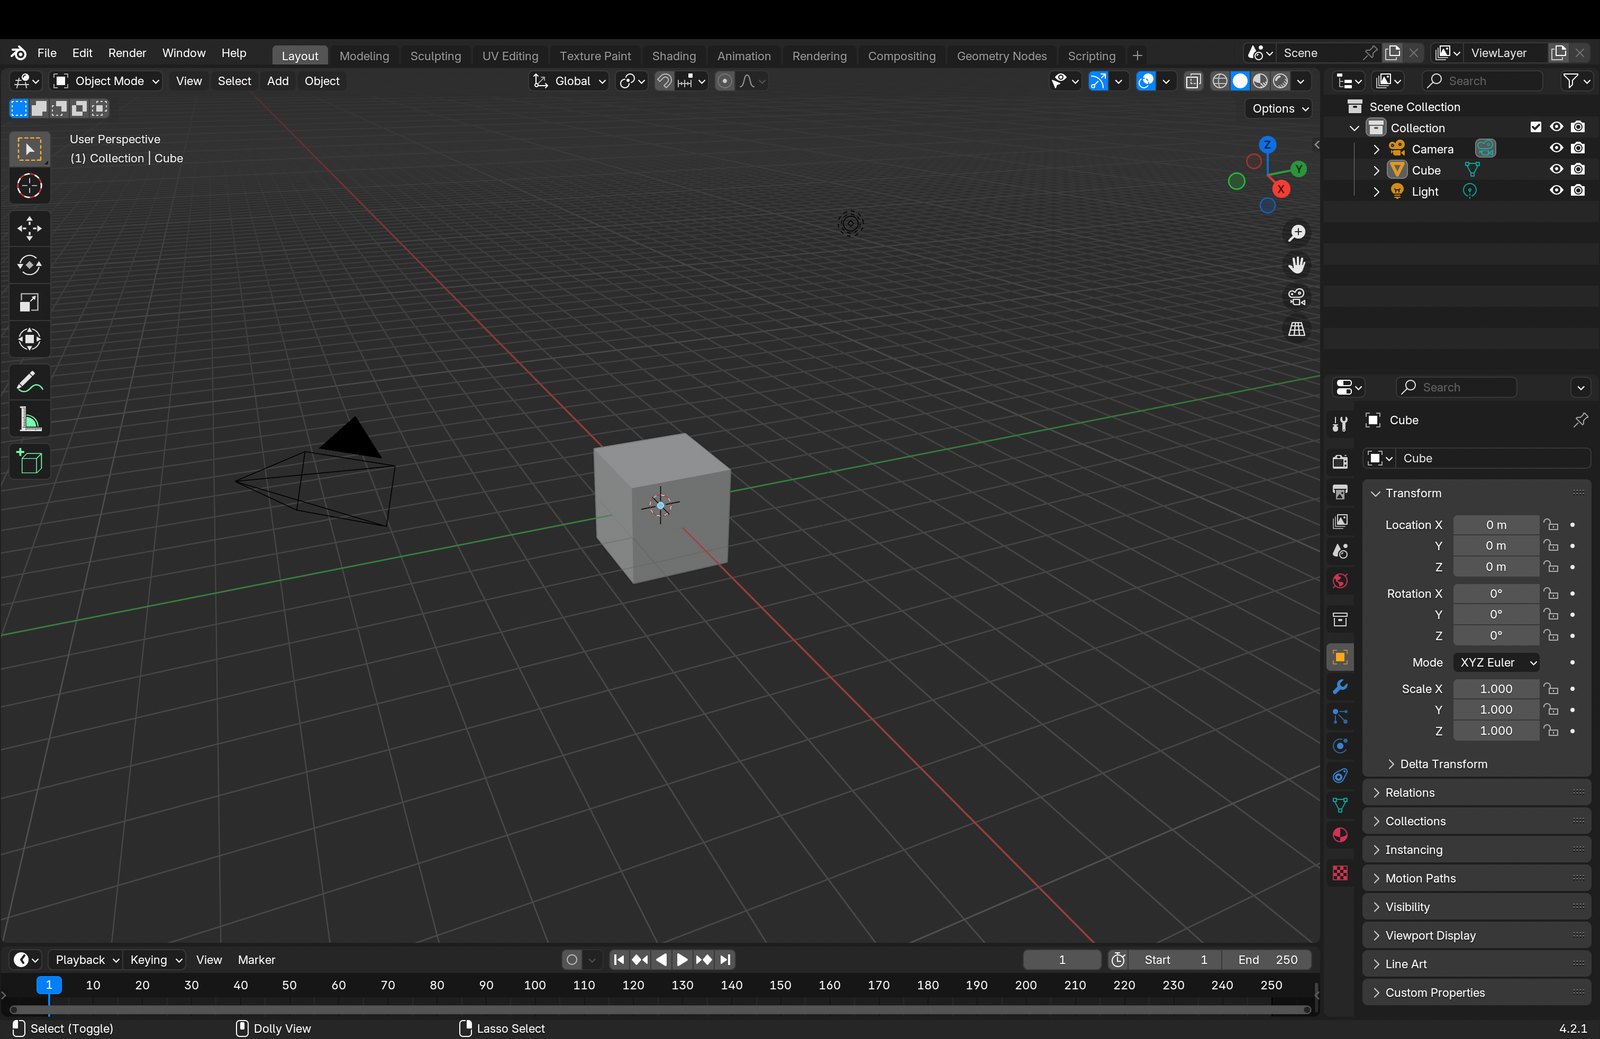 File Edit Render Window Help Layout Modeling Sculpting UV Editing Texture Paint Shading Animation Rendering Compositing Geometry Nodes Scripting + Scene ViewLayer
Object Mode View Select Add Object Global Search
Options
User Perspective
(1) Collection | Cube
Z
Y
X
Scene Collection
Collection
Camera
Cube
Light
Search
Cube
Cube
Transform
Location X 0 m
Y 0 m
Z 0 m
Rotation X 0°
Y 0°
Z 0°
Mode XYZ Euler
Scale X 1.000
Y 1.000
Z 1.000
Delta Transform
Relations
Collections
Instancing
Motion Paths
Visibility
Viewport Display
Line Art
Custom Properties
Playback Keying View Marker 1 Start 1 End 250
1 10 20 30 40 50 60 70 80 90 100 110 120 130 140 150 160 170 180 190 200 210 220 230 240 250
Select (Toggle) Dolly View Lasso Select 4.2.1